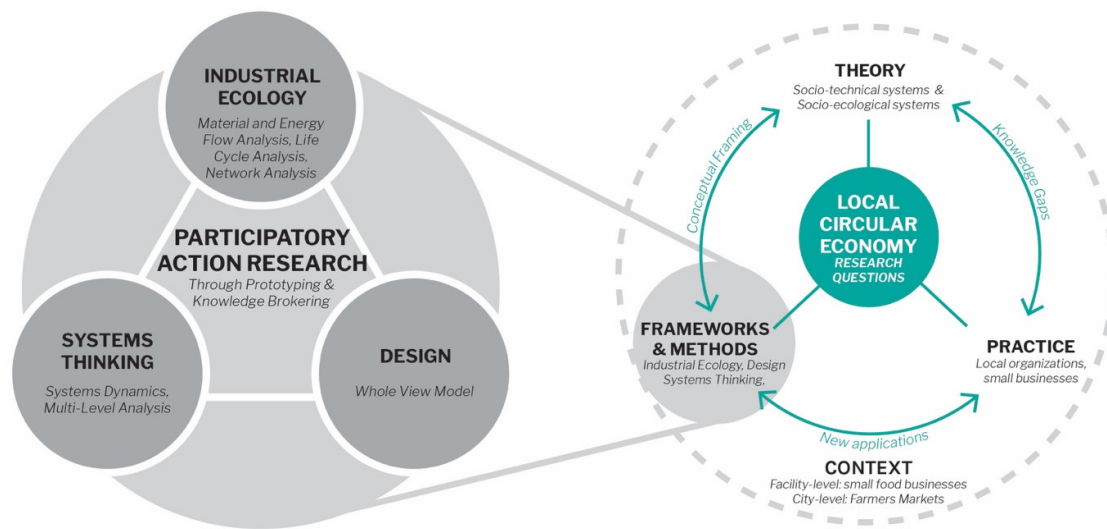 INDUSTRIAL
ECOLOGY
Material and Energy
Flow Analysis, Life
Cycle Analysis,
Network Analysis
PARTICIPATORY
ACTION RESEARCH
Through Prototyping &
Knowledge Brokering
SYSTEMS
THINKING
Systems Dynamics,
Multi-Level Analysis
DESIGN
Whole View Model
THEORY
Socio-technical systems &
Socio-ecological systems
Conceptual Framing
Knowledge Gaps
LOCAL
CIRCULAR
ECONOMY
RESEARCH
QUESTIONS
FRAMEWORKS
& METHODS
Industrial Ecology, Design
Systems Thinking,
PRACTICE
Local organizations,
small businesses
New applications
CONTEXT
Facility-level: small food businesses
City-level: Farmers Markets